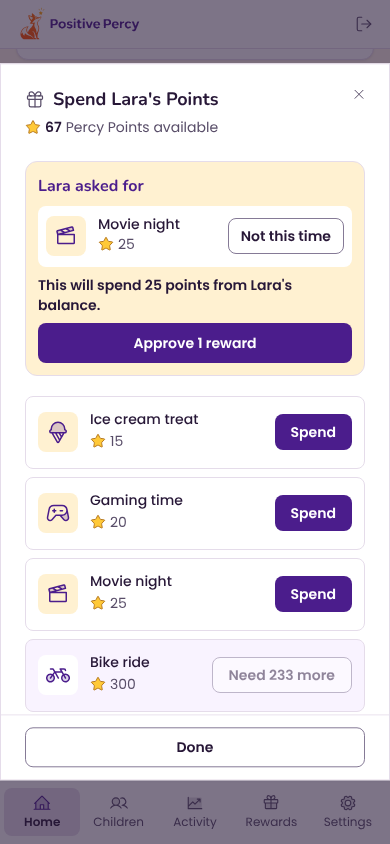 Positive Percy
Spend Lara's Points
67 Percy Points available
Lara asked for
Movie night
25
Not this time
This will spend 25 points from Lara's
balance.
Approve 1 reward
Ice cream treat
15
Spend
Gaming time
20
Spend
Movie night
25
Spend
Bike ride
300
Need 233 more
Done
Home
Children
Activity
Rewards
Settings